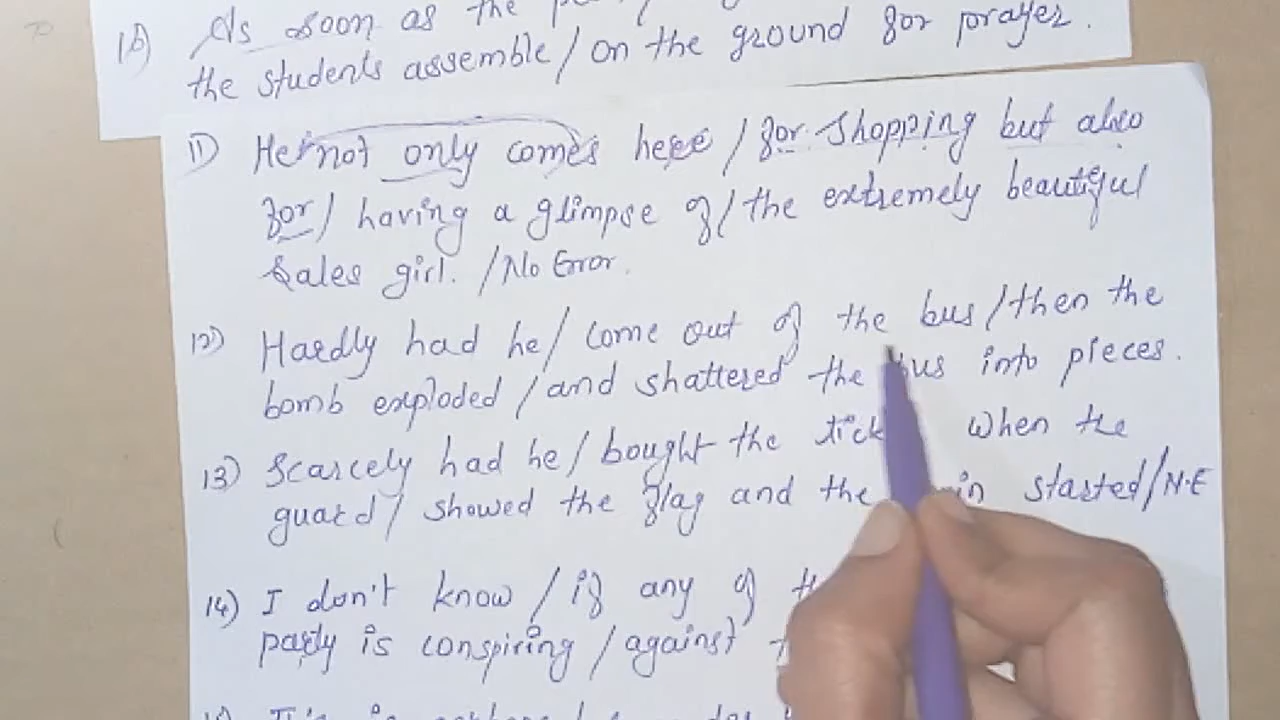 10) As soon as the
the students assemble / on the ground for prayer.
11) He not only comes here / for shopping but also
for / having a glimpse of / the extremely beautiful
sales girl. / No Error.
12) Hardly had he / come out of the bus / then the
bomb exploded / and shattered the bus into pieces.
13) Scarcely had he / bought the tick when the
guard / showed the flag and the started / N.E
14) I don't know / if any of
party is conspiring / against